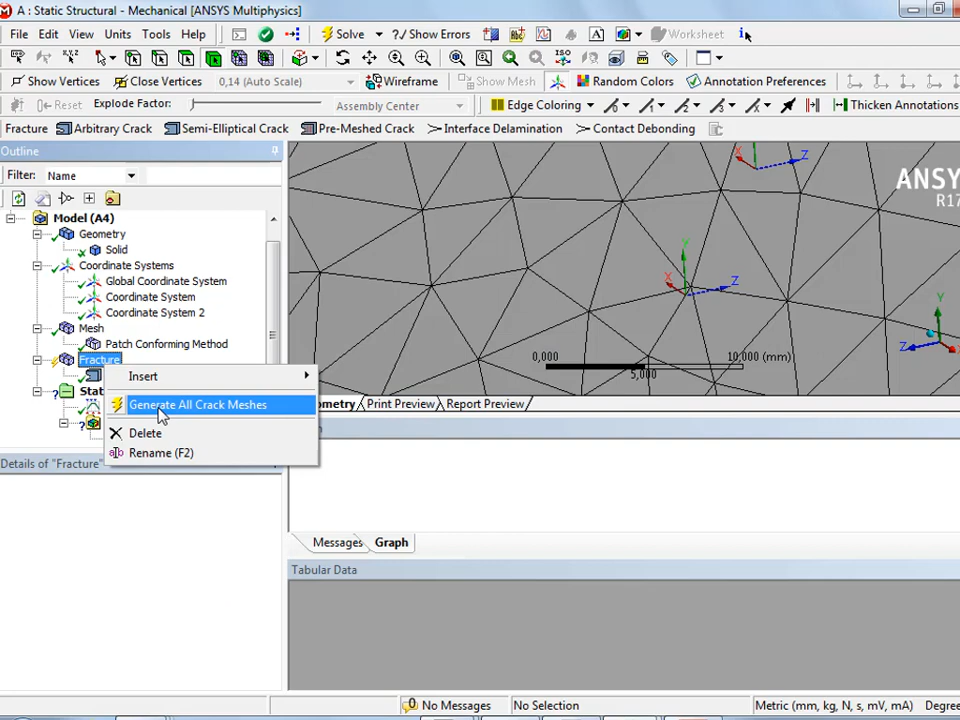 A : Static Structural - Mechanical [ANSYS Multiphysics]
File Edit View Units Tools Help Solve ?/ Show Errors Worksheet
Show Vertices Close Vertices 0,14 (Auto Scale) Wireframe Show Mesh Random Colors Annotation Preferences
Reset Explode Factor: Assembly Center Edge Coloring Thicken Annotations
Fracture Arbitrary Crack Semi-Elliptical Crack Pre-Meshed Crack Interface Delamination Contact Debonding
Outline
Filter: Name
Model (A4)
Geometry
Solid
Coordinate Systems
Global Coordinate System
Coordinate System
Coordinate System 2
Mesh
Patch Conforming Method
Fracture
Stat
Insert
Generate All Crack Meshes
Delete
Rename (F2)
Details of "Fracture"
ANSY
R17
X Z
Y
X Z
Y
Z X
0,000 10,000 (mm)
5,000
ometry Print Preview Report Preview
Messages Graph
Tabular Data
No Messages No Selection Metric (mm, kg, N, s, mV, mA) Degree